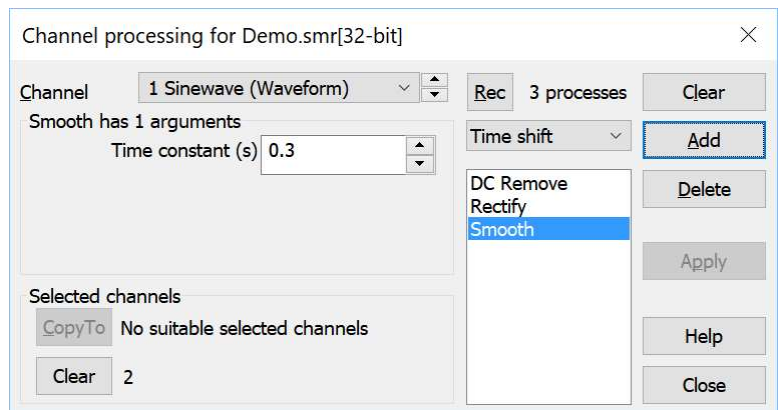 Channel processing for Demo.smr[32-bit]
Channel
1 Sinewave (Waveform)
Rec
3 processes
Clear
Smooth has 1 arguments
Time constant (s) 0.3
Time shift
Add
DC Remove
Rectify
Smooth
Delete
Apply
Selected channels
CopyTo
No suitable selected channels
Clear
2
Help
Close